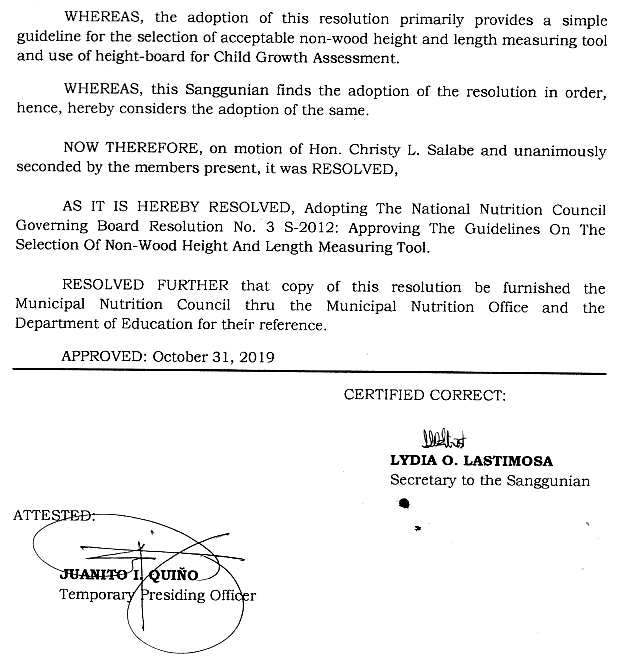 WHEREAS, the adoption of this resolution primarily provides a simple
guideline for the selection of acceptable non-wood height and length measuring tool
and use of height-board for Child Growth Assessment.
WHEREAS, this Sanggunian finds the adoption of the resolution in order,
hence, hereby considers the adoption of the same.
NOW THEREFORE, on motion of Hon. Christy L. Salabe and unanimously
seconded by the members present, it was RESOLVED,
AS IT IS HEREBY RESOLVED, Adopting The National Nutrition Council
Governing Board Resolution No. 3 S-2012: Approving The Guidelines On The
Selection Of Non-Wood Height And Length Measuring Tool.
RESOLVED FURTHER that copy of this resolution be furnished the
Municipal Nutrition Council thru the Municipal Nutrition Office and the
Department of Education for their reference.
APPROVED: October 31, 2019
CERTIFIED CORRECT:
LYDIA O. LASTIMOSA
Secretary to the Sanggunian
ATTESTED:
JUANITO I. QUIÑO
Temporary Presiding Officer